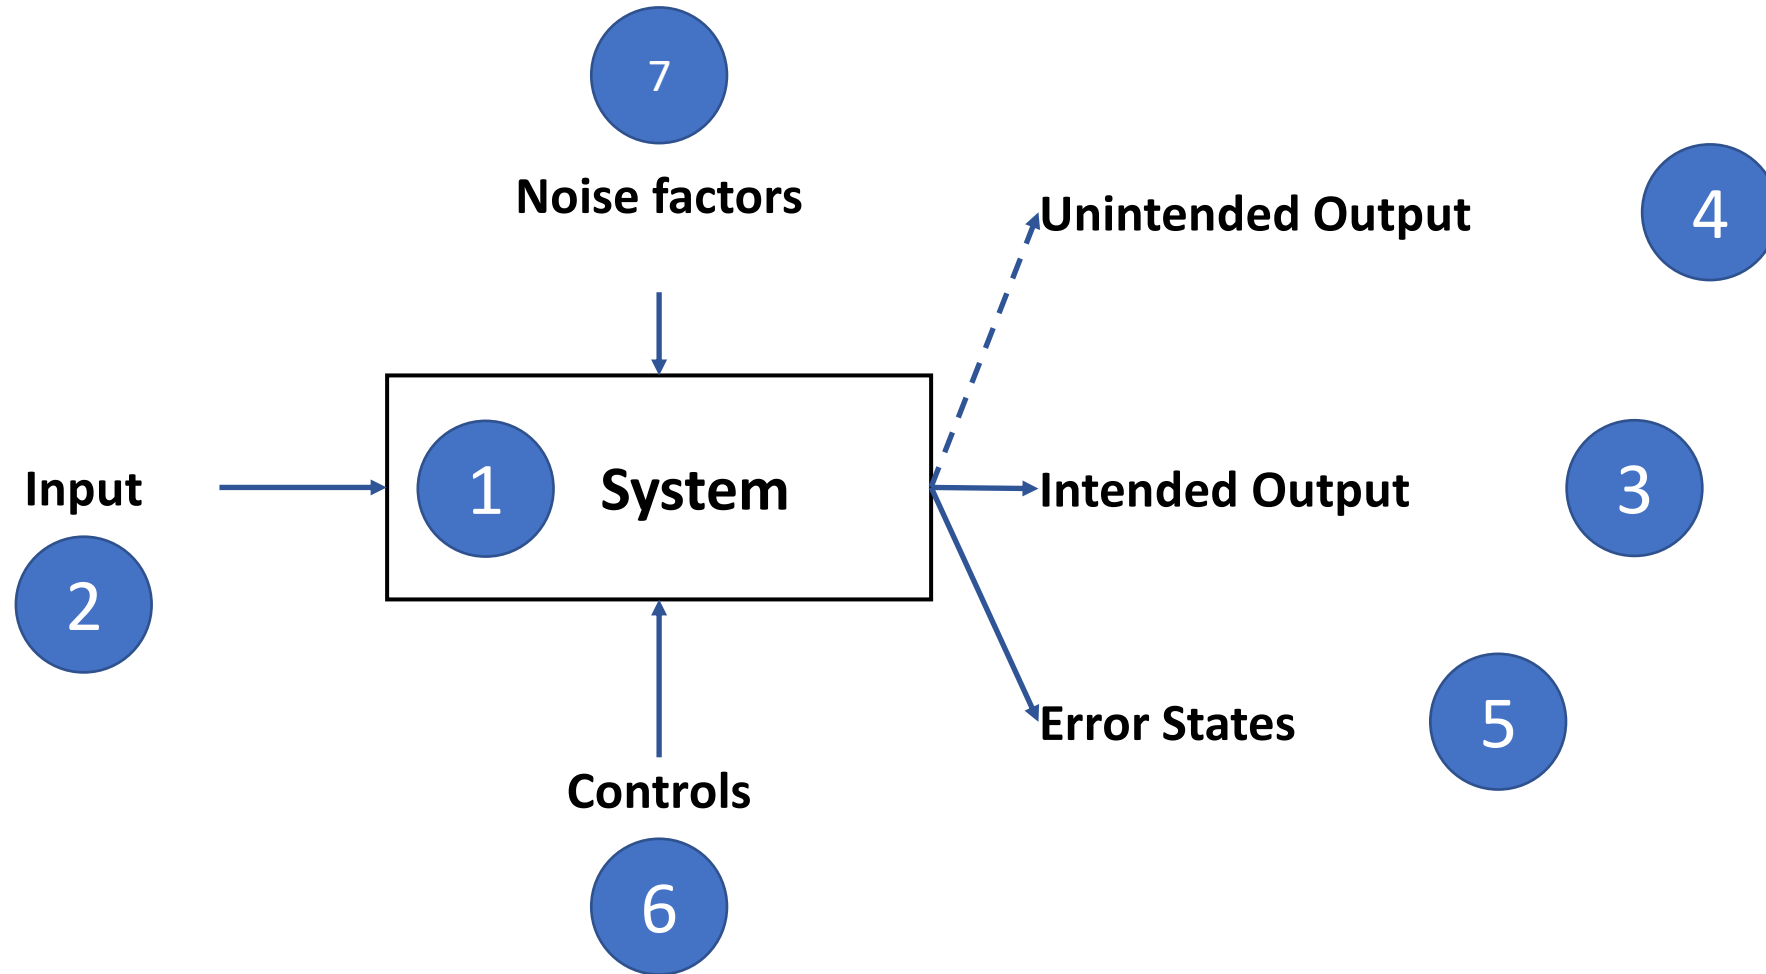 7
Noise factors
Unintended Output
4
1
System
Input
Intended Output
3
2
Error States
5
Controls
6